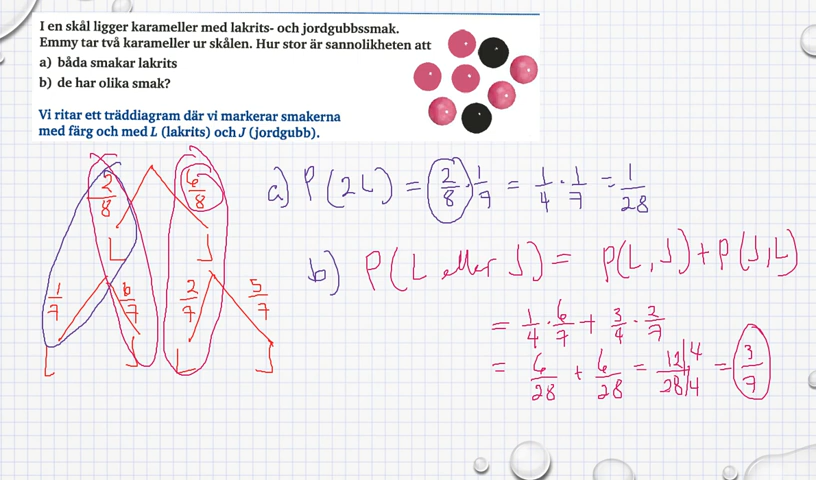 I en skål ligger karameller med lakrits- och jordgubbssmak.
Emmy tar två karameller ur skålen. Hur stor är sannolikheten att
a) båda smakar lakrits
b) de har olika smak?
Vi ritar ett träddiagram där vi markerar smakerna
med färg och med L (lakrits) och J (jordgubb).
2/8 6/8
L J
1/7 6/7 2/7 5/7
L J L J
a) P(2L) = 2/8 · 1/7 = 1/4 · 1/7 = 1/28
b) P(L eller J) = P(L, J) + P(J, L)
= 1/4 · 6/7 + 3/4 · 2/7
= 6/28 + 6/28 = 12/4 / 28/4 = 3/7